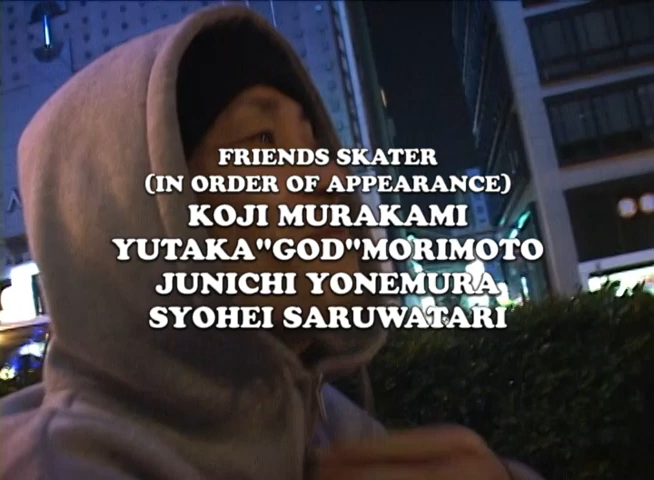 FRIENDS SKATER
(IN ORDER OF APPEARANCE)
KOJI MURAKAMI
YUTAKA"GOD"MORIMOTO
JUNICHI YONEMURA
SYOHEI SARUWATARI